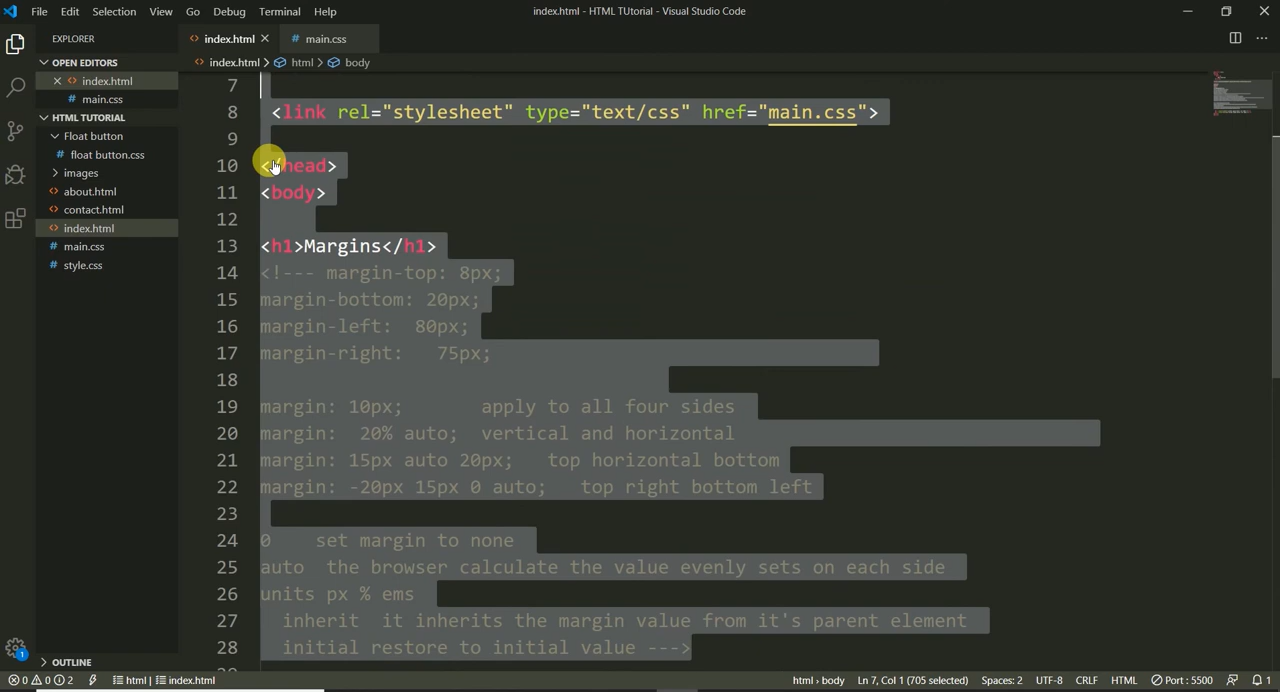 File Edit Selection View Go Debug Terminal Help index.html - HTML TUtorial - Visual Studio Code
EXPLORER
index.html
main.css
OPEN EDITORS
index.html > html > body
index.html
main.css
HTML TUTORIAL
Float button
float button.css
images
about.html
contact.html
index.html
main.css
style.css
OUTLINE
7
8 <link rel="stylesheet" type="text/css" href="main.css">
9
10 </head>
11 <body>
12
13 <h1>Margins</h1>
14 <!--- margin-top: 8px;
15 margin-bottom: 20px;
16 margin-left: 80px;
17 margin-right: 75px;
18
19 margin: 10px; apply to all four sides
20 margin: 20% auto; vertical and horizontal
21 margin: 15px auto 20px; top horizontal bottom
22 margin: -20px 15px 0 auto; top right bottom left
23
24 0 set margin to none
25 auto the browser calculate the value evenly sets on each side
26 units px % ems
27 inherit it inherits the margin value from it's parent element
28 initial restore to initial value --->
1
0 0 2 html | index.html html › body Ln 7, Col 1 (705 selected) Spaces: 2 UTF-8 CRLF HTML Port : 5500 1